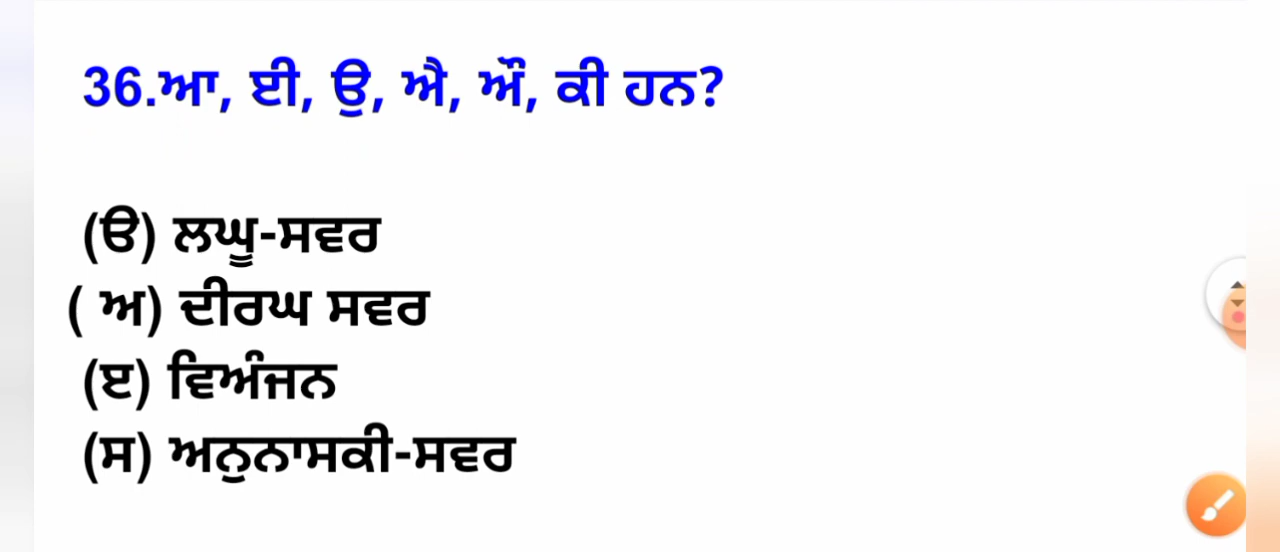 36.ਆ, ਈ, ਉ, ਐ, ਔ, ਕੀ ਹਨ?
(ੳ) ਲਘੂ-ਸਵਰ
( ਅ) ਦੀਰਘ ਸਵਰ
(ੲ) ਵਿਅੰਜਨ
(ਸ) ਅਨੁਨਾਸਕੀ-ਸਵਰ